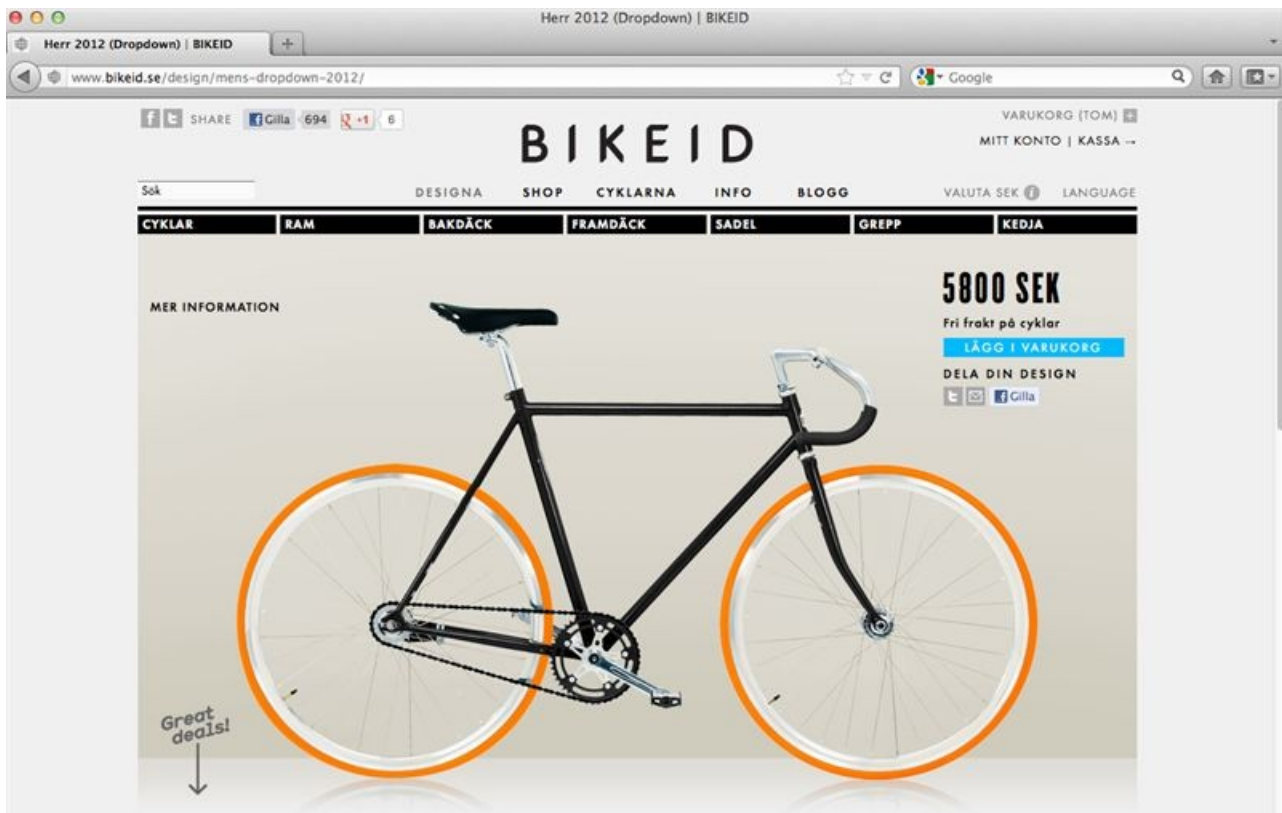 Herr 2012 (Dropdown) | BIKEID
Herr 2012 (Dropdown) | BIKEID
www.bikeid.se/design/mens-dropdown-2012/
Google
SHARE Gilla 694 +1 6
VARUKORG (TOM) +
BIKEID
MITT KONTO | KASSA →
Sök
DESIGNA SHOP CYKLARNA INFO BLOGG
VALUTA SEK i LANGUAGE
CYKLAR RAM BAKDÄCK FRAMDÄCK SADEL GREPP KEDJA
5800 SEK
MER INFORMATION
Fri frakt på cyklar
LÄGG I VARUKORG
DELA DIN DESIGN
Gilla
Great
deals!